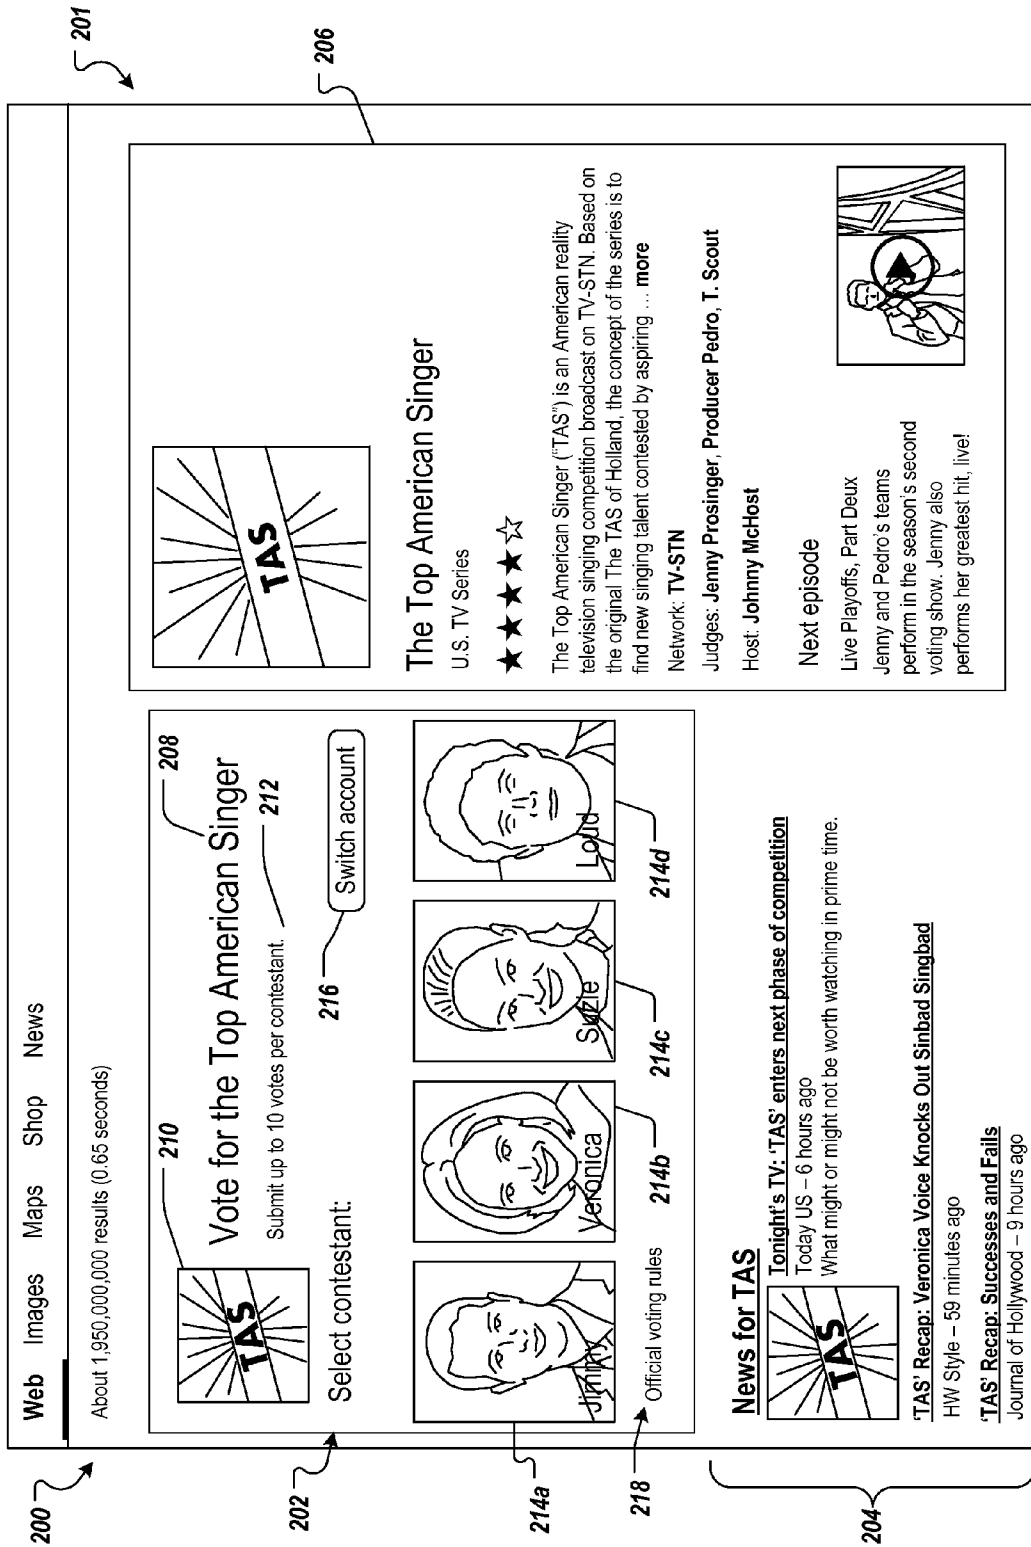 200
201
Web Images Maps Shop News
About 1,950,000,000 results (0.65 seconds)
202
210
TAS
Vote for the Top American Singer
208
Submit up to 10 votes per contestant.
212
Select contestant:
216
Switch account
Jimmy
Veronica
Suzie
Loud
214a
214b
214c
214d
218
Official voting rules
204
News for TAS
TAS
Tonight's TV: 'TAS' enters next phase of competition
Today US – 6 hours ago
What might or might not be worth watching in prime time.
'TAS' Recap: Veronica Voice Knocks Out Sinbad Singbad
HW Style – 59 minutes ago
'TAS' Recap: Successes and Fails
Journal of Hollywood – 9 hours ago
206
TAS
The Top American Singer
U.S. TV Series
The Top American Singer ("TAS") is an American reality
television singing competition broadcast on TV-STN. Based on
the original The TAS of Holland, the concept of the series is to
find new singing talent contested by aspiring ... more
Network: TV-STN
Judges: Jenny Prosinger, Producer Pedro, T. Scout
Host: Johnny McHost
Next episode
Live Playoffs, Part Deux
Jenny and Pedro's teams
perform in the season's second
voting show. Jenny also
performs her greatest hit, live!